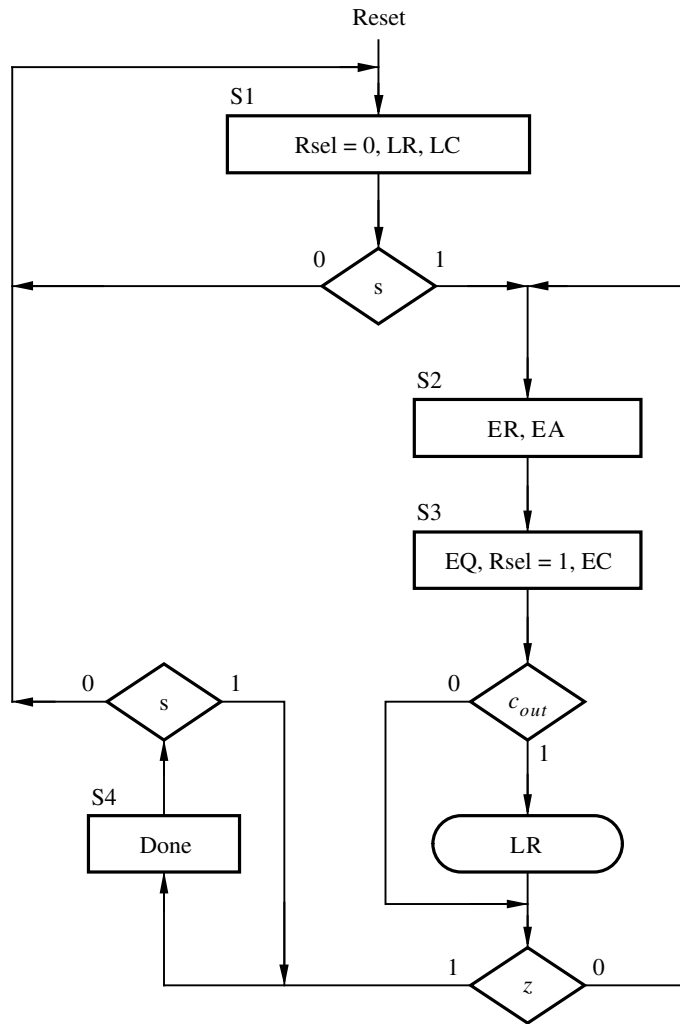 Reset
S1
Rsel = 0, LR, LC
0
s
1
S2
ER, EA
S3
EQ, Rsel = 1, EC
0
s
1
0
c_out
1
S4
Done
LR
1
z
0